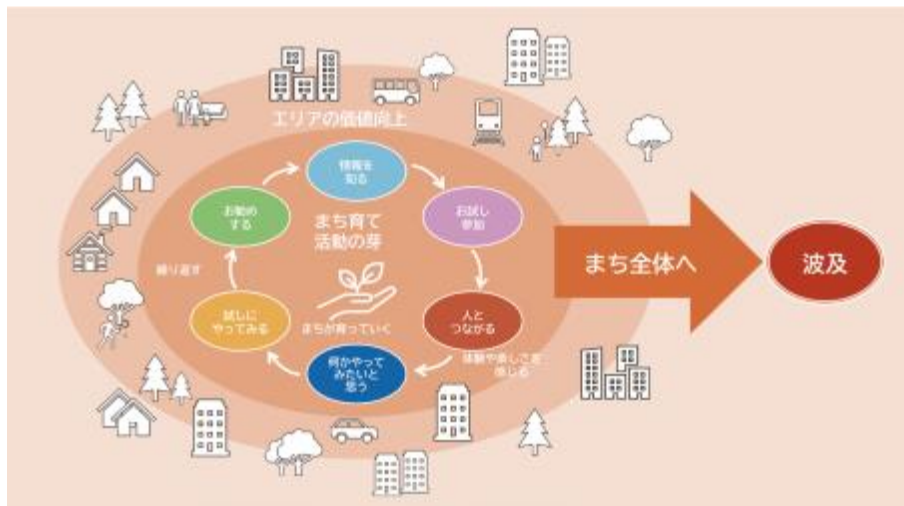 エリアの価値向上
情報を
知る
お勧め
する
お試し
参加
まち育て
活動の芽
まち全体へ
波及
繰り返す
試しに
やってみる
まちが育っていく
人と
つながる
体験や楽しさを
感じる
何かやって
みたいと
思う